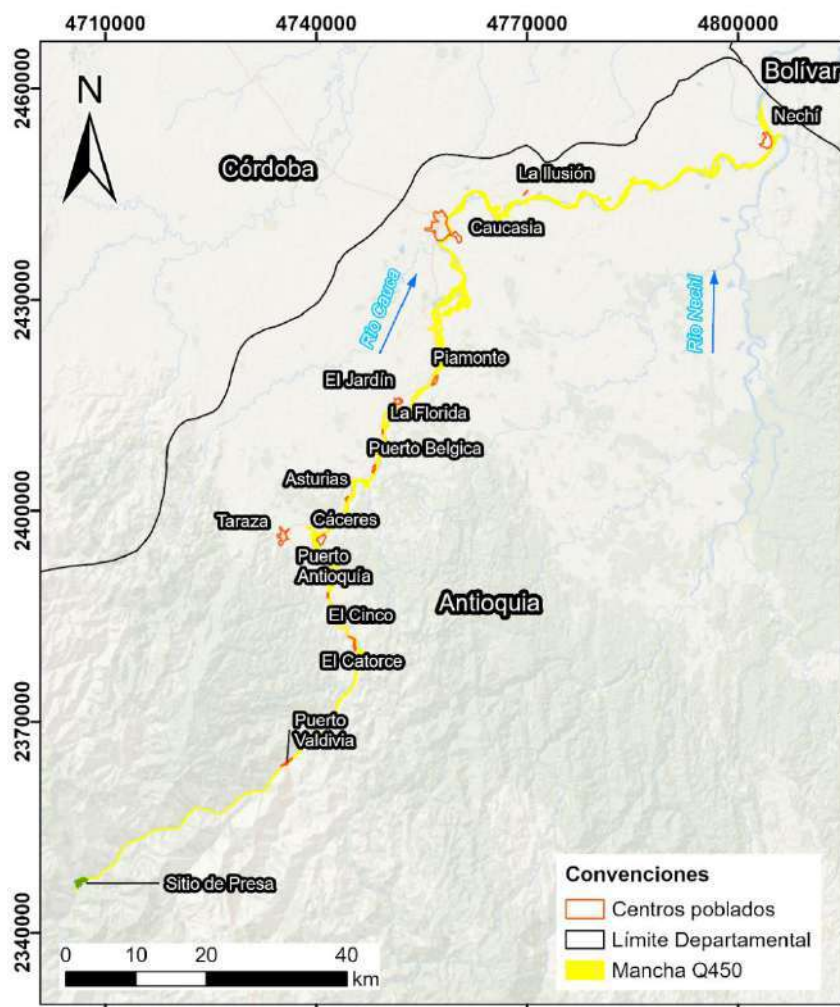 4710000 4740000 4770000 4800000
2460000
2430000
2400000
2370000
2340000
N
Bolívar
Nechí
Córdoba
La Ilusión
Caucasia
Río Cauca
Río Nechí
Piamonte
El Jardín
La Florida
Puerto Belgica
Asturias
Taraza
Cáceres
Puerto
Antioquía
Antioquia
El Cinco
El Catorce
Puerto
Valdivia
Sitio de Presa
Convenciones
Centros poblados
Límite Departamental
Mancha Q450
0 10 20 40
km